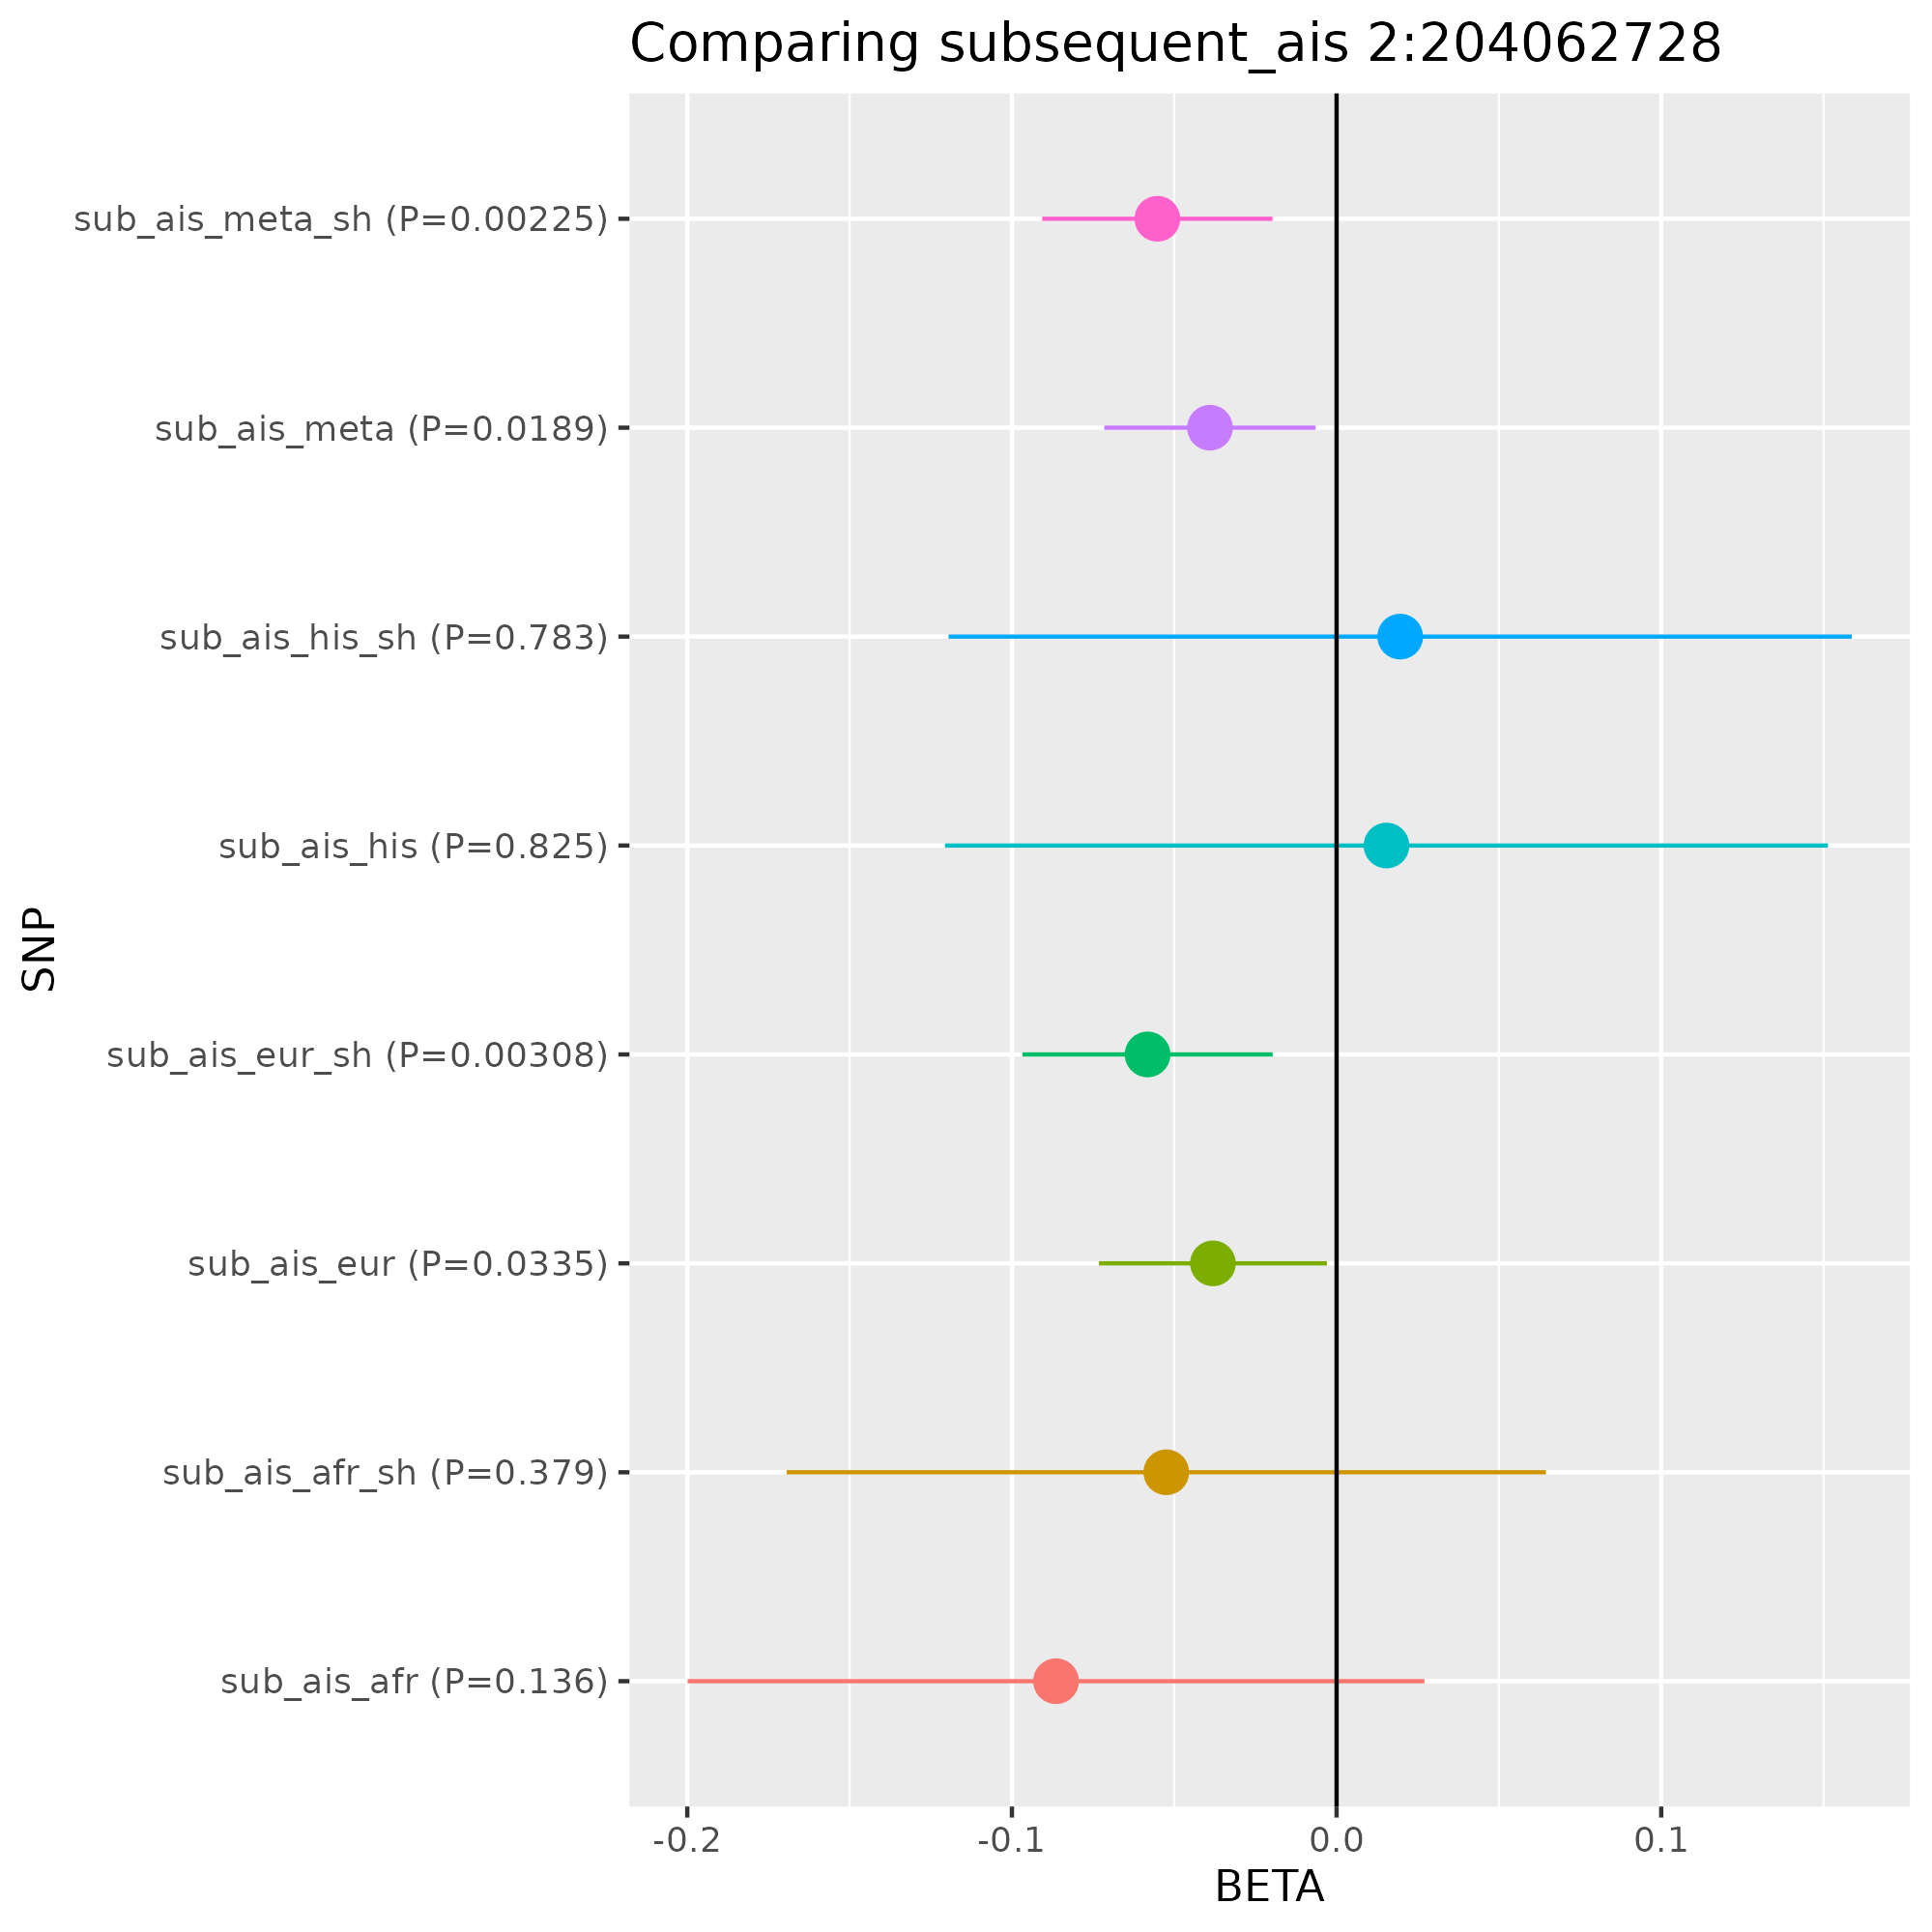 Comparing subsequent_ais 2:204062728
sub_ais_meta_sh (P=0.00225)
sub_ais_meta (P=0.0189)
sub_ais_his_sh (P=0.783)
sub_ais_his (P=0.825)
sub_ais_eur_sh (P=0.00308)
sub_ais_eur (P=0.0335)
sub_ais_afr_sh (P=0.379)
sub_ais_afr (P=0.136)
SNP
-0.2 -0.1 0.0 0.1
BETA